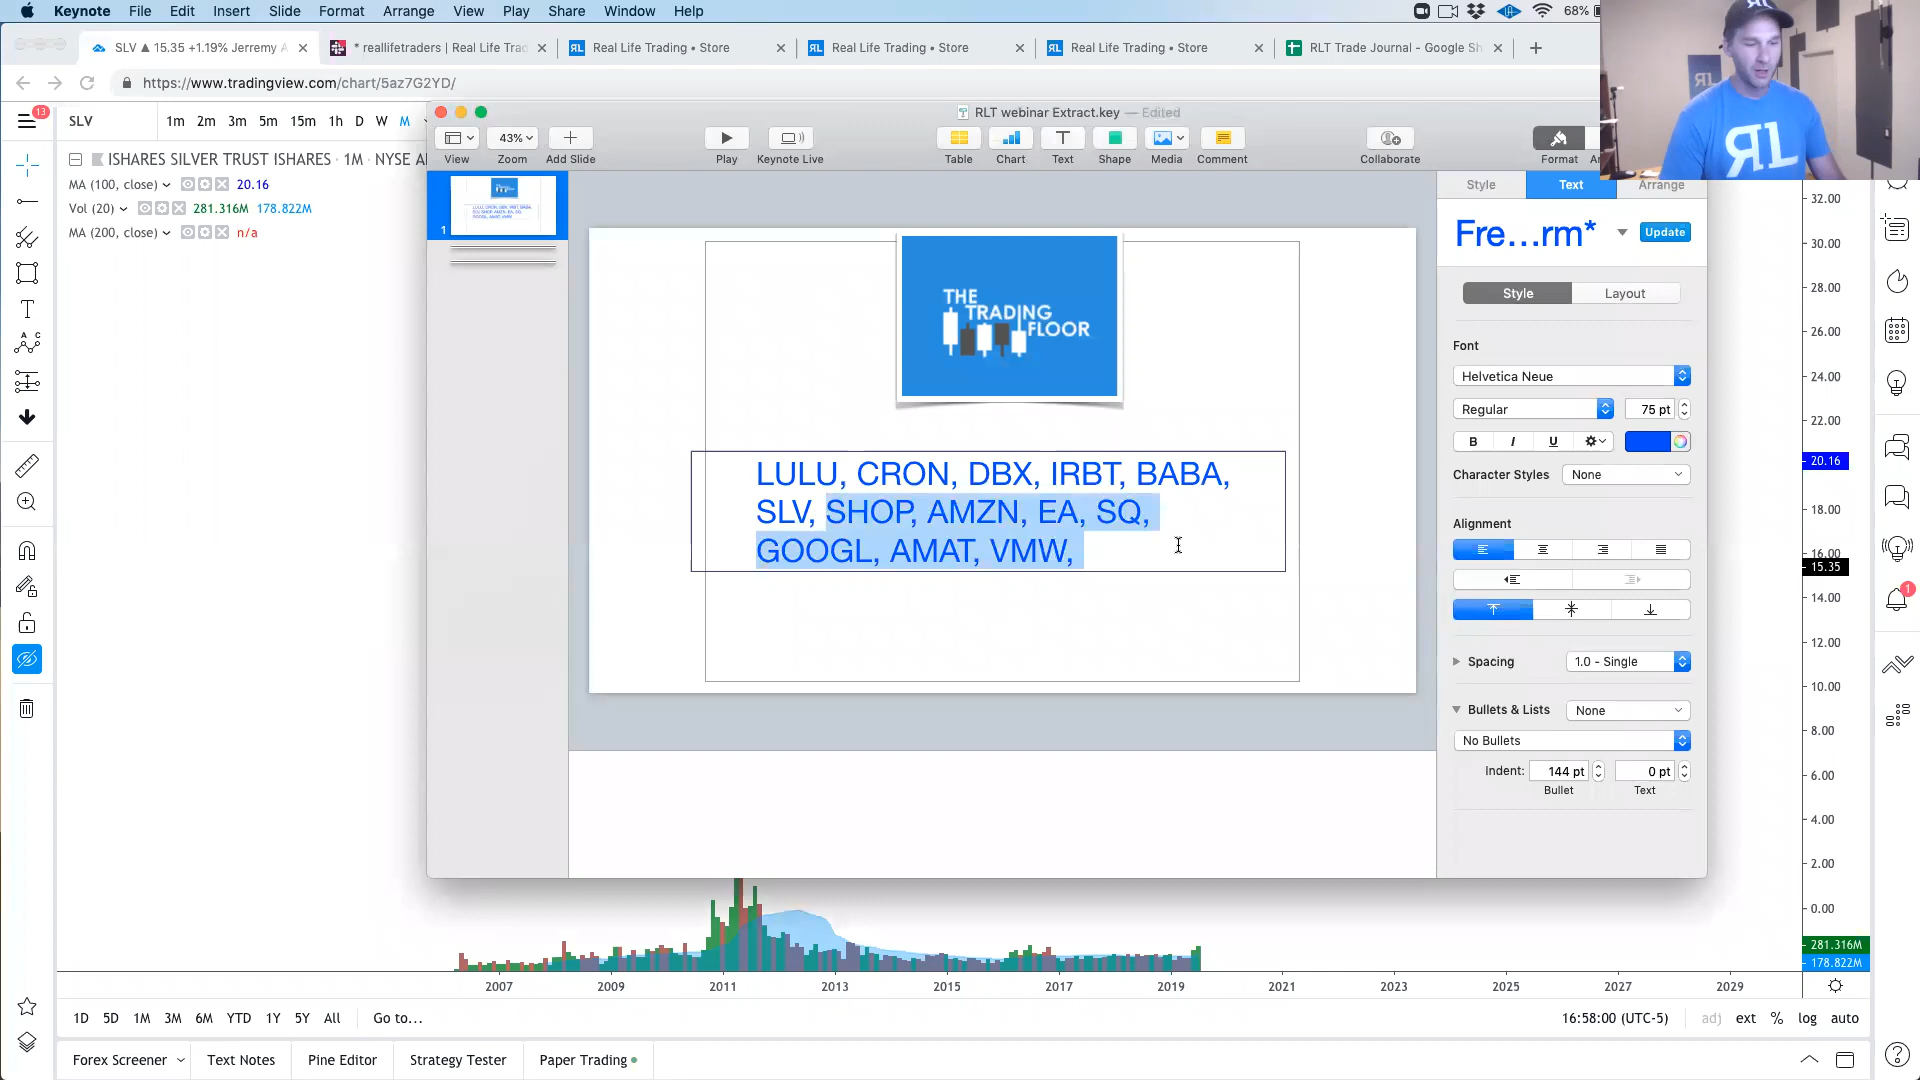 Keynote File Edit Insert Slide Format Arrange View Play Share Window Help 68%
SLV ▲ 15.35 +1.19% Jerremy A
* reallifetraders | Real Life Trad
Real Life Trading • Store
Real Life Trading • Store
Real Life Trading • Store
RLT Trade Journal - Google Sh
https://www.tradingview.com/chart/5az7G2YD/
13
SLV 1m 2m 3m 5m 15m 1h D W M
ISHARES SILVER TRUST ISHARES · 1M · NYSE A
MA (100, close) 20.16
Vol (20) 281.316M 178.822M
MA (200, close) n/a
RLT webinar Extract.key — Edited
43%
View Zoom Add Slide Play Keynote Live Table Chart Text Shape Media Comment Collaborate Format
1
THE
TRADING
FLOOR
LULU, CRON, DBX, IRBT, BABA,
SLV, SHOP, AMZN, EA, SQ,
GOOGL, AMAT, VMW,
Style Text Arrange
Fre...rm* Update
Style Layout
Font
Helvetica Neue
Regular 75 pt
B I U
Character Styles None
Alignment
Spacing 1.0 - Single
Bullets & Lists None
No Bullets
Indent: 144 pt 0 pt
Bullet Text
RL
32.00
30.00
28.00
26.00
24.00
22.00
20.16
18.00
16.00
15.35
14.00
12.00
10.00
8.00
6.00
4.00
2.00
0.00
281.316M
178.822M
1
2007 2009 2011 2013 2015 2017 2019 2021 2023 2025 2027 2029
1D 5D 1M 3M 6M YTD 1Y 5Y All Go to... 16:58:00 (UTC-5) adj ext % log auto
Forex Screener Text Notes Pine Editor Strategy Tester Paper Trading